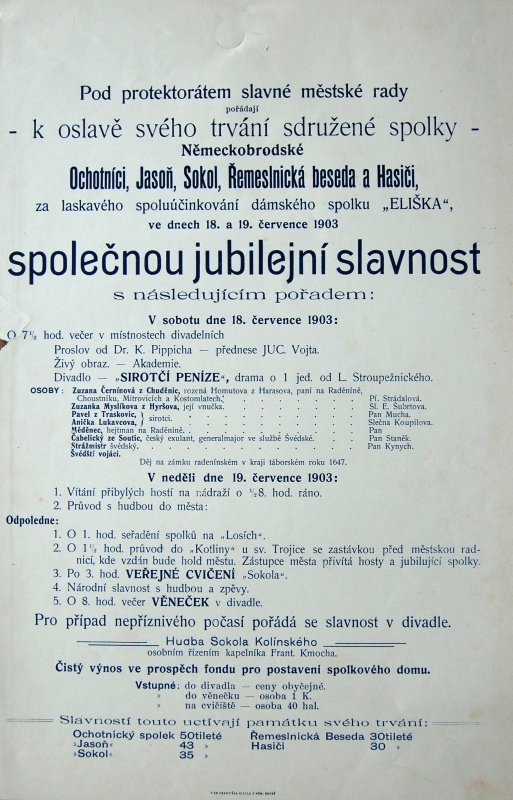 Pod protektorátem slavné městské rady
pořádají
- k oslavě svého trvání sdružené spolky -
Německobrodské
Ochotníci, Jasoň, Sokol, Řemeslnická beseda a Hasiči,
za laskavého spoluúčinkování dámského spolku „ELIŠKA“,
ve dnech 18. a 19. července 1903
společnou jubilejní slavnost
s následujícím pořadem:
V sobotu dne 18. července 1903:
O 7½ hod. večer v místnostech divadelních
Proslov od Dr. K. Pippicha — přednese JUC. Vojta.
Živý obraz. — Akademie.
Divadlo — „SIROTČÍ PENÍZE“, drama o 1 jed. od L. Stroupežnického.
OSOBY: Zuzana Černínová z Chuděnic, rozená Homutova z Harasova, paní na Raděníně,
Choustníku, Mitrovicích a Kostomlatech, Pí. Strádalová.
Zuzanka Myslíkova z Hyršova, její vnučka. Sl. E. Šubrtova.
Pavel z Traskovic, } sirotci. Pan Mucha.
Anička Lukavcova, Slečna Koupilova.
Měděnec, hejtman na Raděníně. Pan
Čabelický ze Soutic, český exulant, generalmajor ve službě Švédské. Pan Staněk.
Strážmistr švédský. Pan Kynych.
Švédští vojáci.
Děj na zámku radenínském v kraji táborském roku 1647.
V neděli dne 19. července 1903:
1. Vítání přibylých hostí na nádraží o ½8. hod. ráno.
2. Průvod s hudbou do města:
Odpoledne:
1. O 1. hod. seřadění spolků na „Losích“.
2. O 1½ hod. průvod do „Kotliny“ u sv. Trojice se zastávkou před městskou rad-
nicí, kde vzdán bude hold městu. Zástupce města přivítá hosty a jubilující spolky.
3. Po 3. hod. VEŘEJNÉ CVIČENÍ „Sokola“.
4. Národní slavnost s hudbou a zpěvy.
5. O 8. hod. večer VĚNEČEK v divadle.
Pro případ nepříznivého počasí pořádá se slavnost v divadle.
Hudba Sokola Kolínského
osobním řízením kapelníka Frant. Kmocha.
Čistý výnos ve prospěch fondu pro postavení spolkového domu.
Vstupné: do divadla — ceny obyčejné.
» do věnečku — osoba 1 K.
» na cvičiště — osoba 40 hal.
Slavností touto uctívají památku svého trvání:
Ochotnický spolek 50tileté Řemeslnická Beseda 30tileté
»Jasoň« 43 » Hasiči 30 »
»Sokol« 35 »